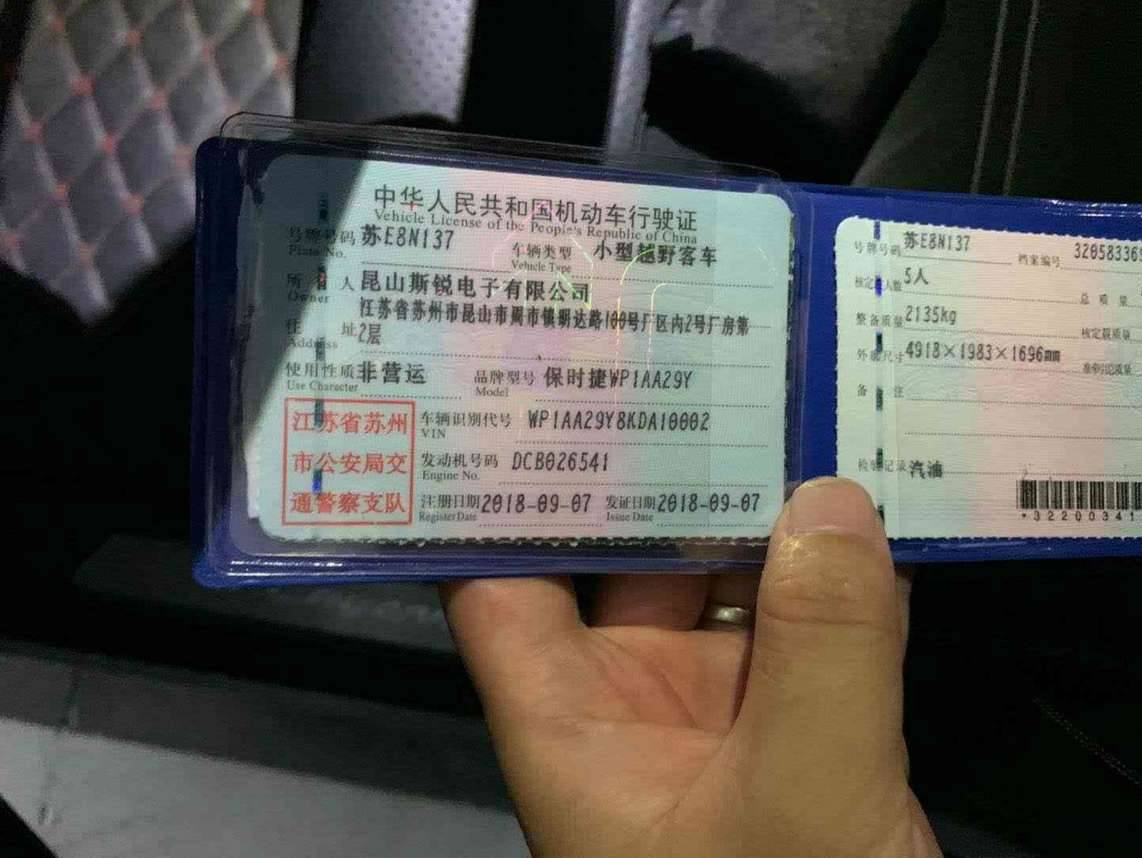 中华人民共和国机动车行驶证
Vehicle License of the People's Republic of China
号牌号码 苏E8N137 车辆类型 小型越野客车
Plate No. Vehicle Type
所 有 人 昆山斯锐电子有限公司
Owner
住 址 江苏省苏州市昆山市周市镇明达路100号厂区内2号厂房第
Address 2层
使用性质 非营运 品牌型号 保时捷WP1AA29Y
Use Character Model
江苏省苏州
市公安局交
通警察支队
车辆识别代号 WP1AA29Y8KDA10002
VIN
发动机号码 DCB026541
Engine No.
注册日期 2018-09-07 发证日期 2018-09-07
Register Date Issue Date
号牌号码 苏E8N137 档案编号 32058336
核定载人数 5人 总 质 量
整备质量 2135kg 核定载质量
外廓尺寸 4918×1983×1696mm 准牵引总质量
备 注
检验记录 汽油
*32200341